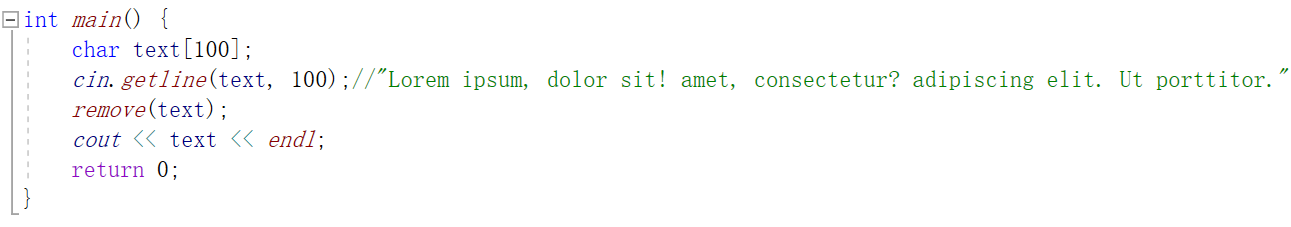 int main() {
char text[100];
cin.getline(text, 100);//"Lorem ipsum, dolor sit! amet, consectetur? adipiscing elit. Ut porttitor."
remove(text);
cout << text << endl;
return 0;
}